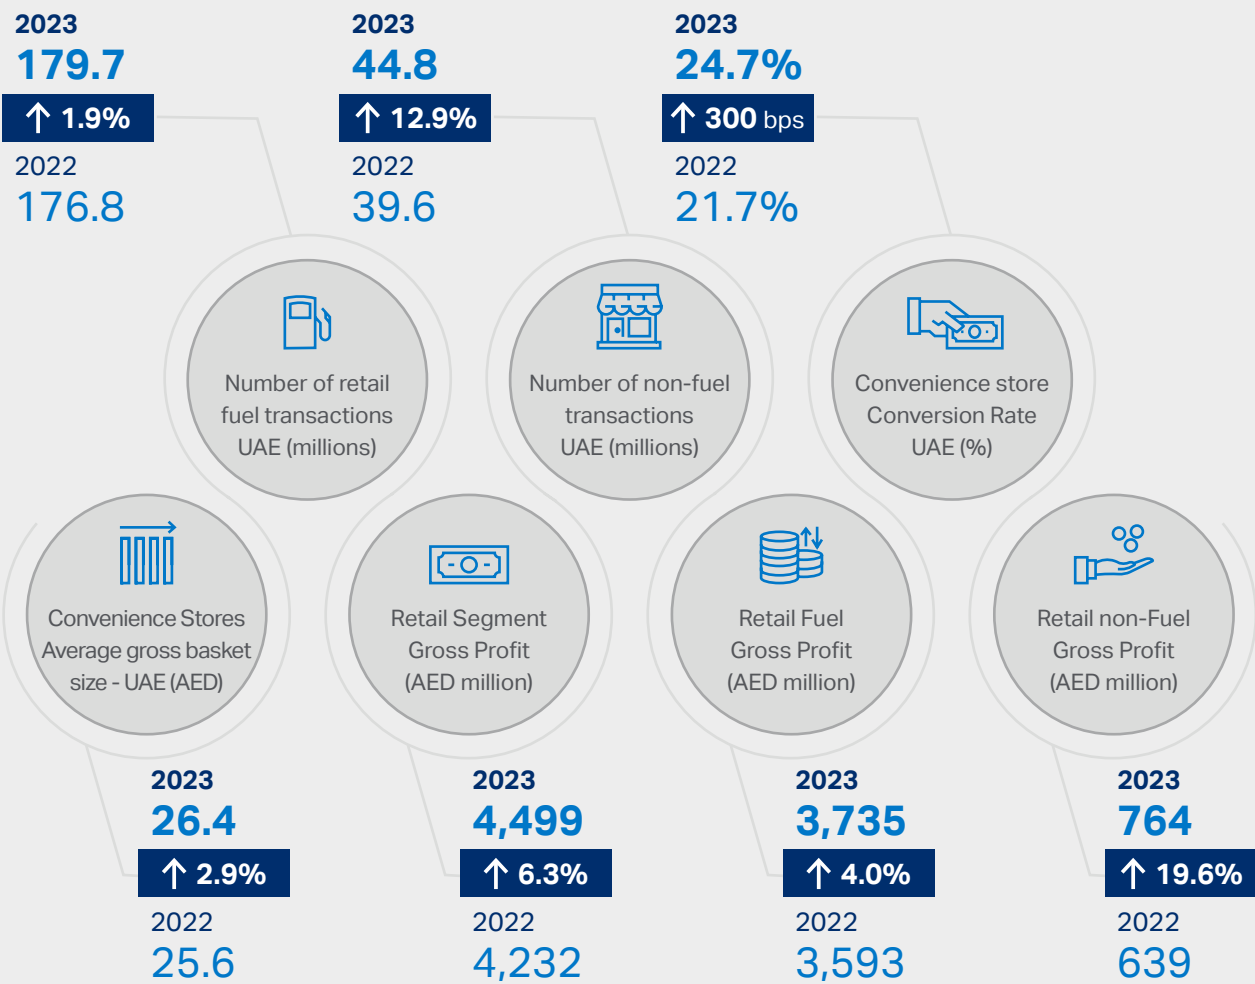 2023
179.7
↑ 1.9%
2022
176.8
2023
44.8
↑ 12.9%
2022
39.6
2023
24.7%
↑ 300 bps
2022
21.7%
Number of retail
fuel transactions
UAE (millions)
Number of non-fuel
transactions
UAE (millions)
Convenience store
Conversion Rate
UAE (%)
Convenience Stores
Average gross basket
size - UAE (AED)
Retail Segment
Gross Profit
(AED million)
Retail Fuel
Gross Profit
(AED million)
Retail non-Fuel
Gross Profit
(AED million)
2023
26.4
↑ 2.9%
2022
25.6
2023
4,499
↑ 6.3%
2022
4,232
2023
3,735
↑ 4.0%
2022
3,593
2023
764
↑ 19.6%
2022
639